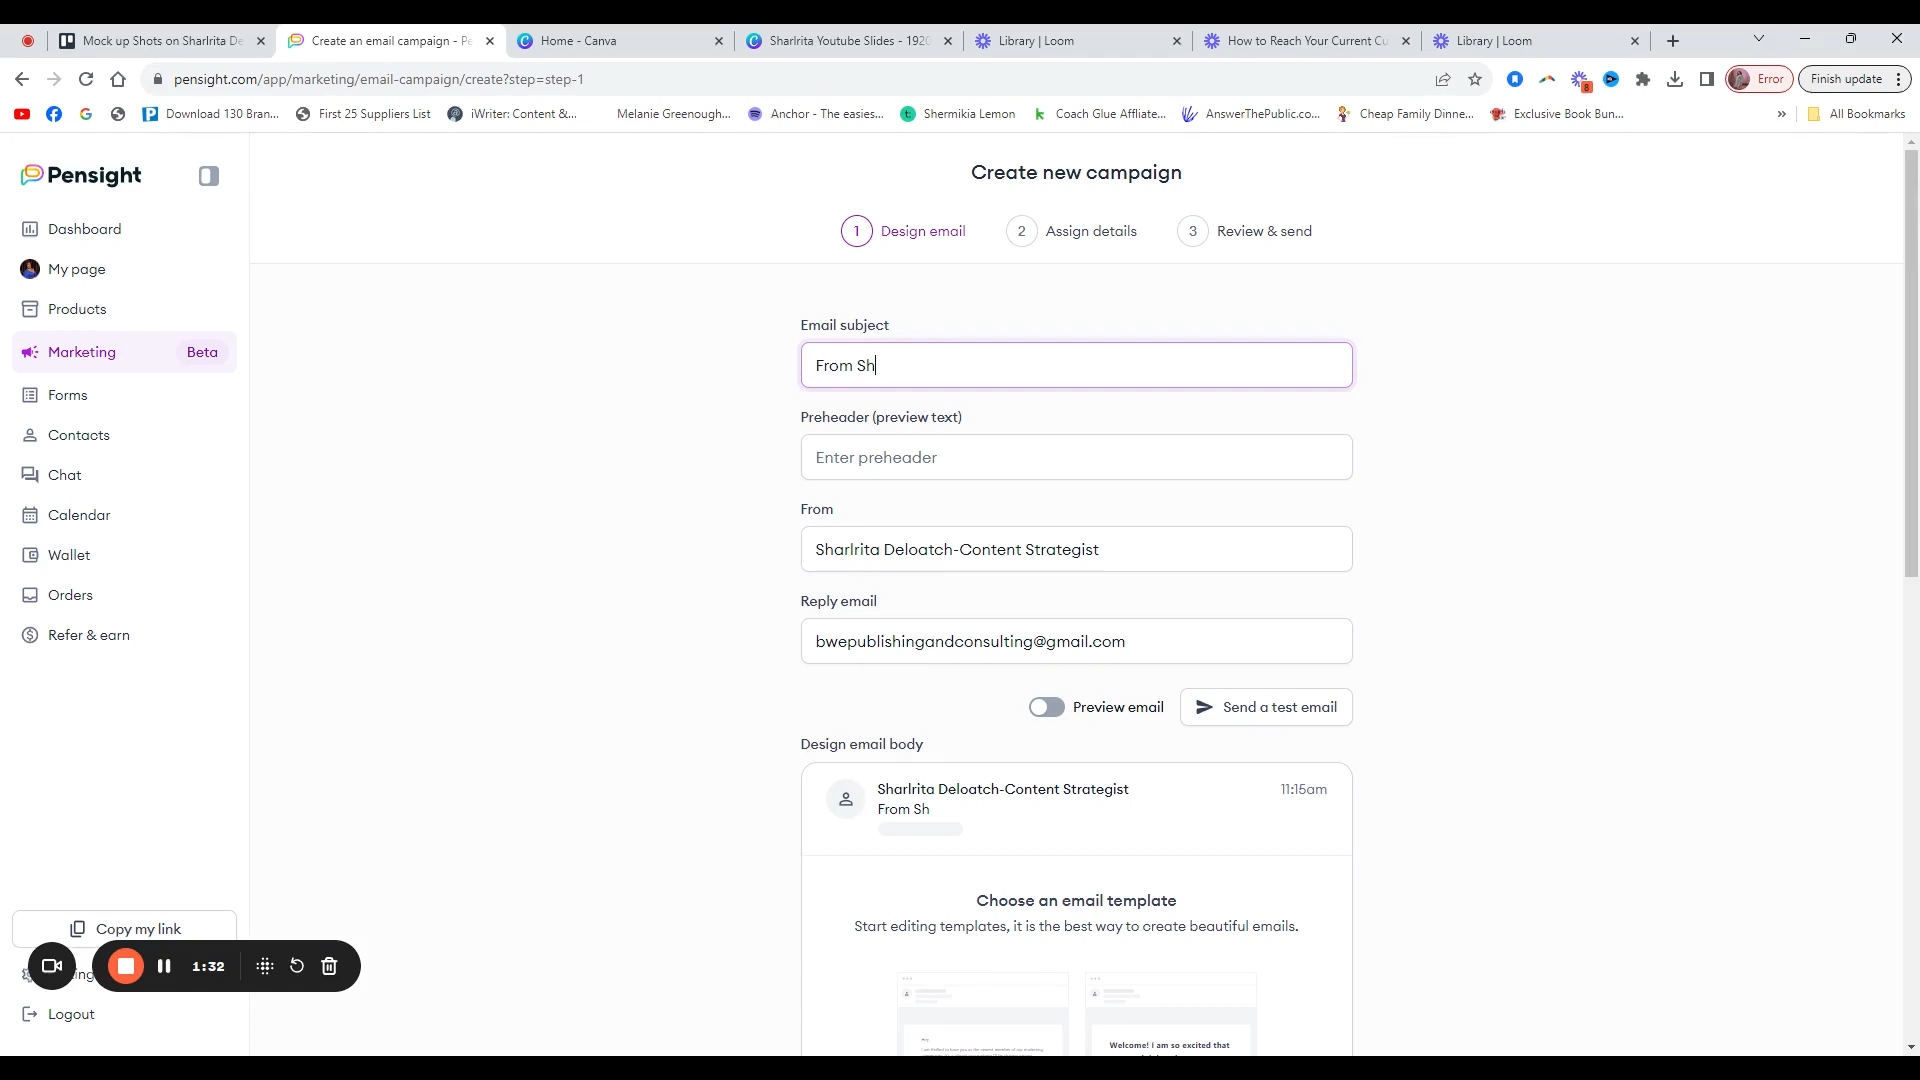 Mock up Shots on Sharlrita De
Create an email campaign - Pe
Home - Canva
Sharlrita Youtube Slides - 1920
Library | Loom
How to Reach Your Current Cu
Library | Loom
pensight.com/app/marketing/email-campaign/create?step=step-1
8
Error
Finish update
Download 130 Bran...
First 25 Suppliers List
iWriter: Content &...
Melanie Greenough...
Anchor - The easies...
Shermikia Lemon
Coach Glue Affliate...
AnswerThePublic.co...
Cheap Family Dinne...
Exclusive Book Bun...
All Bookmarks
Pensight
Dashboard
My page
Products
Marketing Beta
Forms
Contacts
Chat
Calendar
Wallet
Orders
Refer & earn
Copy my link
1:32
Logout
Create new campaign
1 Design email
2 Assign details
3 Review & send
Email subject
From Sh
Preheader (preview text)
Enter preheader
From
Sharlrita Deloatch-Content Strategist
Reply email
bwepublishingandconsulting@gmail.com
Preview email
Send a test email
Design email body
Sharlrita Deloatch-Content Strategist
11:15am
From Sh
Choose an email template
Start editing templates, it is the best way to create beautiful emails.
Welcome! I am so excited that